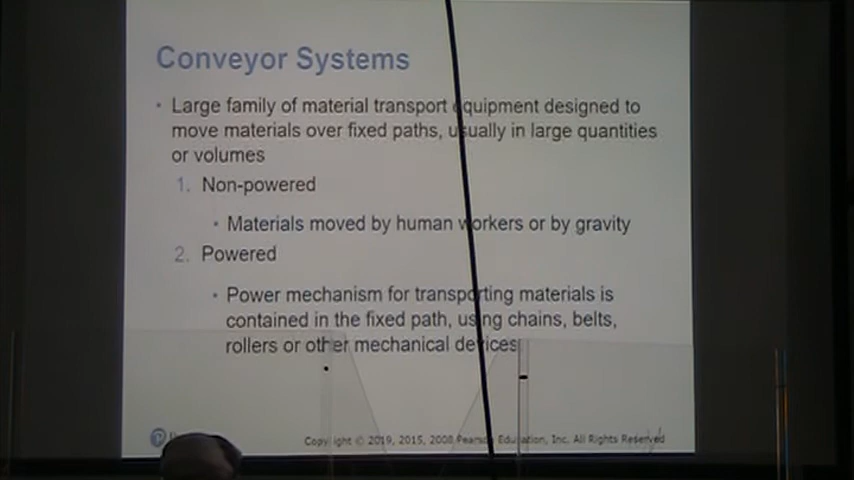 Conveyor Systems
• Large family of material transport equipment designed to
move materials over fixed paths, usually in large quantities
or volumes
1. Non-powered
• Materials moved by human workers or by gravity
2. Powered
• Power mechanism for transporting materials is
contained in the fixed path, using chains, belts,
rollers or other mechanical devices
Copyright © 2019, 2015, 2008 Pearson Education, Inc. All Rights Reserved